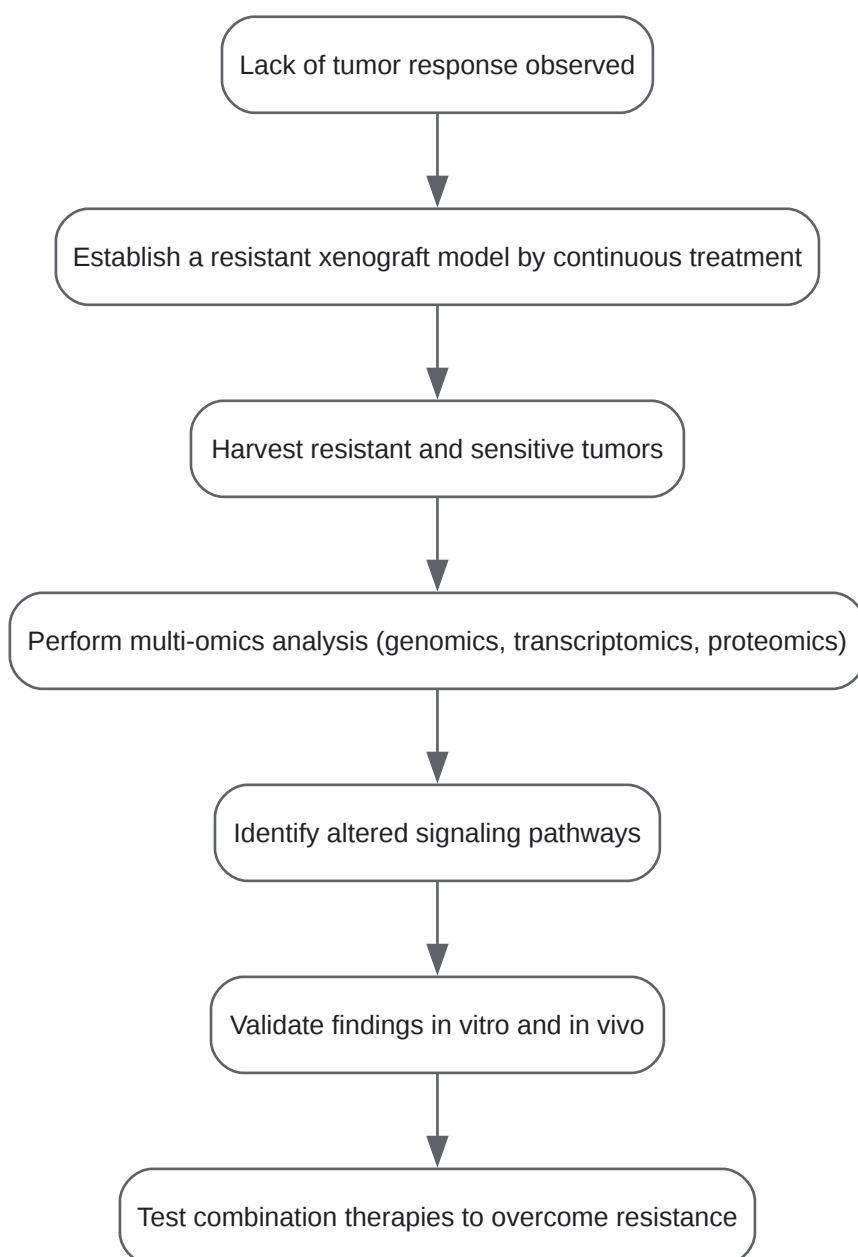 Lack of tumor response observed
Establish a resistant xenograft model by continuous treatment
Harvest resistant and sensitive tumors
Perform multi-omics analysis (genomics, transcriptomics, proteomics)
Identify altered signaling pathways
Validate findings in vitro and in vivo
Test combination therapies to overcome resistance